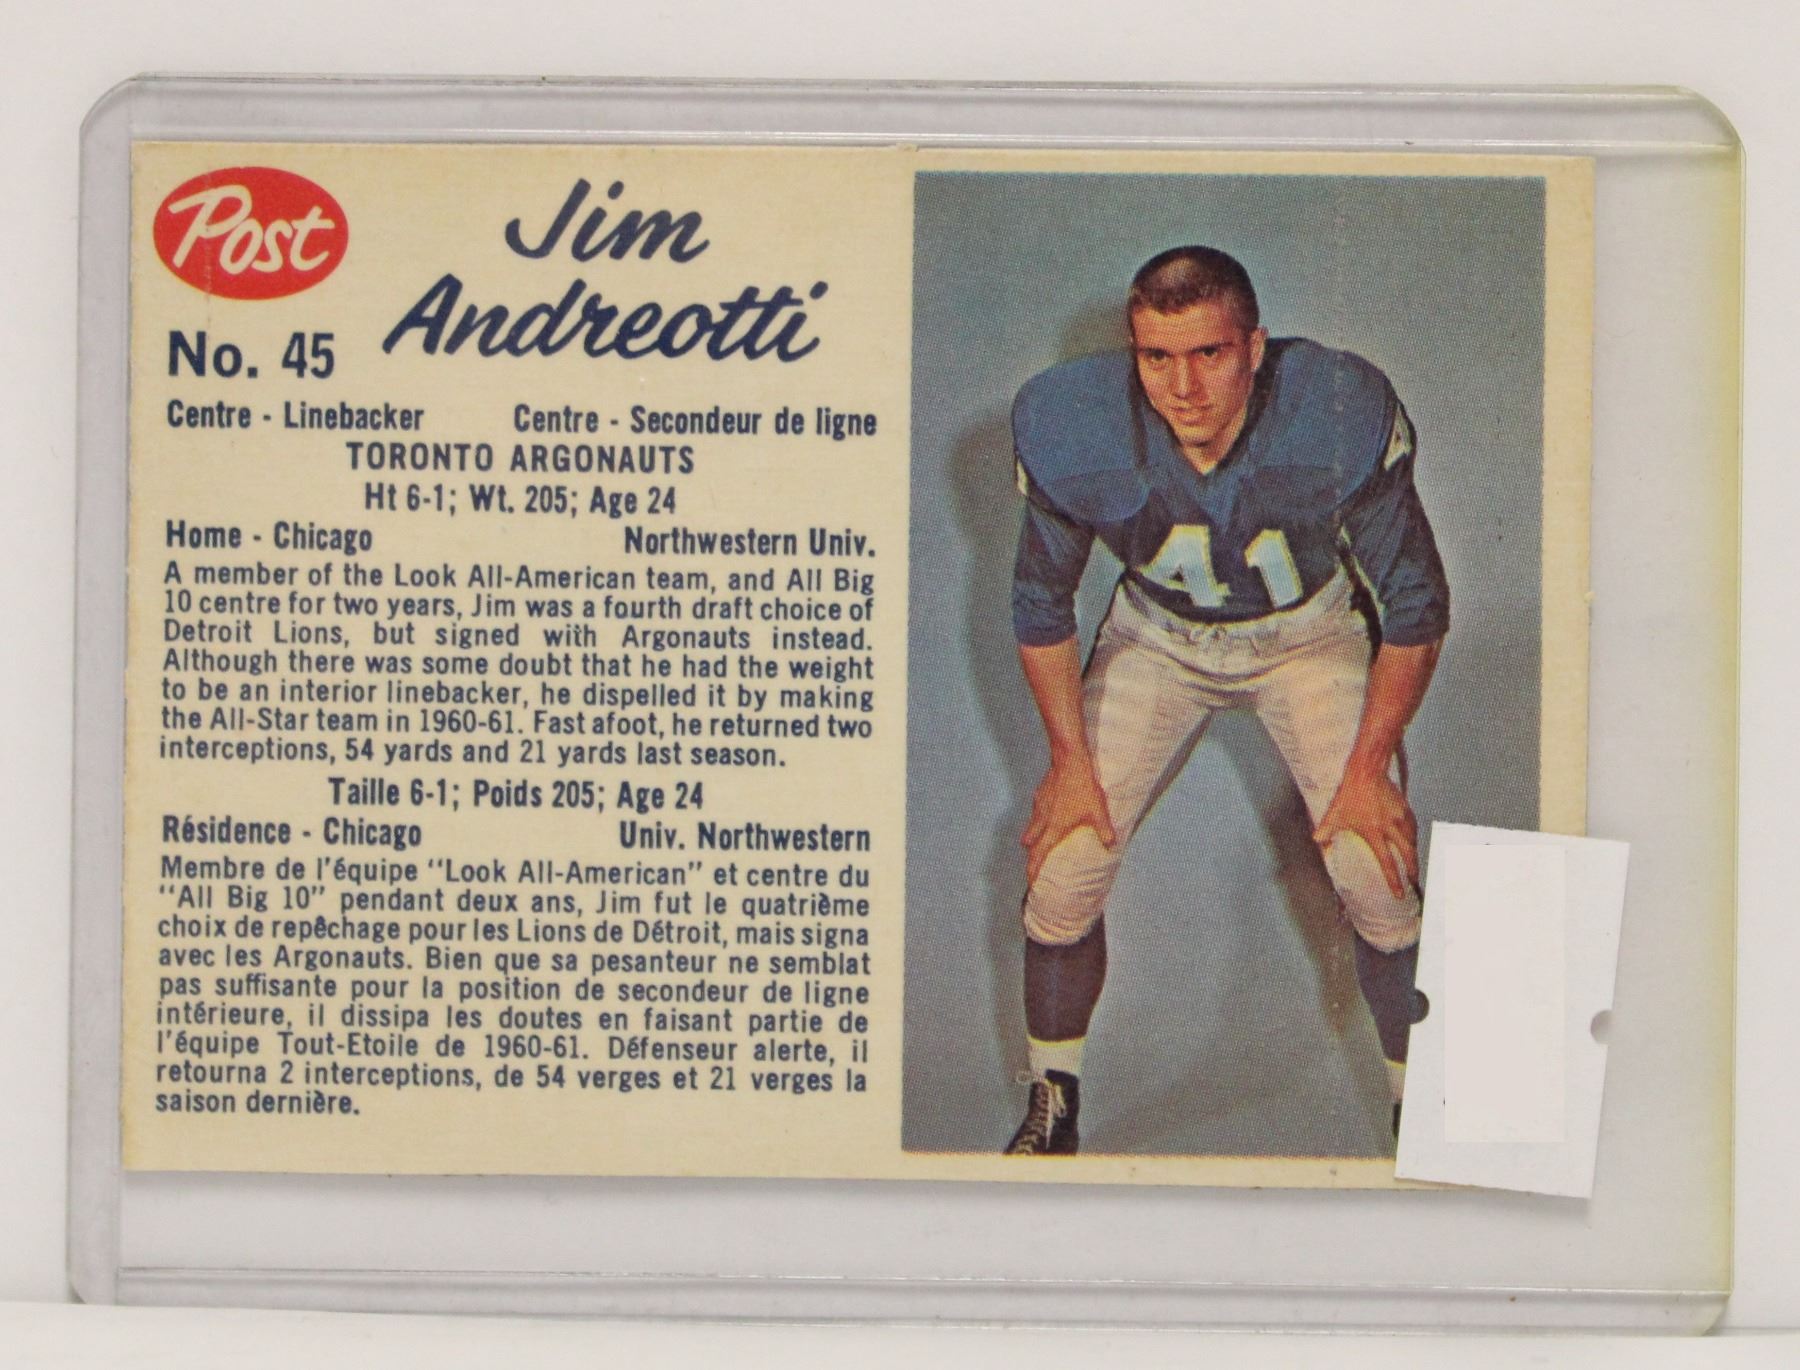 Post
Jim
Andreotti
No. 45
Centre - Linebacker Centre - Secondeur de ligne
TORONTO ARGONAUTS
Ht 6-1; Wt. 205; Age 24
Home - Chicago Northwestern Univ.
A member of the Look All-American team, and All Big
10 centre for two years, Jim was a fourth draft choice of
Detroit Lions, but signed with Argonauts instead.
Although there was some doubt that he had the weight
to be an interior linebacker, he dispelled it by making
the All-Star team in 1960-61. Fast afoot, he returned two
interceptions, 54 yards and 21 yards last season.
Taille 6-1; Poids 205; Age 24
Résidence - Chicago Univ. Northwestern
Membre de l'équipe "Look All-American" et centre du
"All Big 10" pendant deux ans, Jim fut le quatrième
choix de repêchage pour les Lions de Détroit, mais signa
avec les Argonauts. Bien que sa pesanteur ne semblat
pas suffisante pour la position de secondeur de ligne
intérieure, il dissipa les doutes en faisant partie de
l'équipe Tout-Etoile de 1960-61. Défenseur alerte, il
retourna 2 interceptions, de 54 verges et 21 verges la
saison dernière.
41